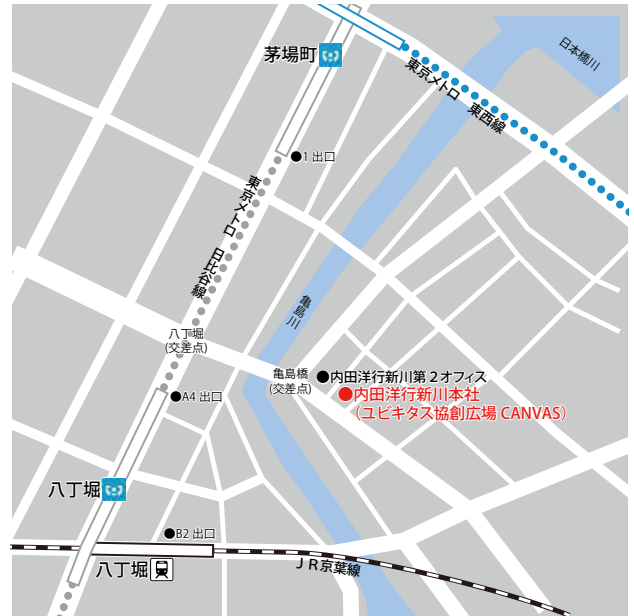 日本橋川
茅場町
東京メトロ 東西線
1 出口
東京メトロ 日比谷線
亀島川
八丁堀
(交差点)
亀島橋
(交差点)
内田洋行新川第2オフィス
内田洋行新川本社
(ユビキタス協創広場 CANVAS)
A4 出口
八丁堀
B2 出口
八丁堀
JR京葉線